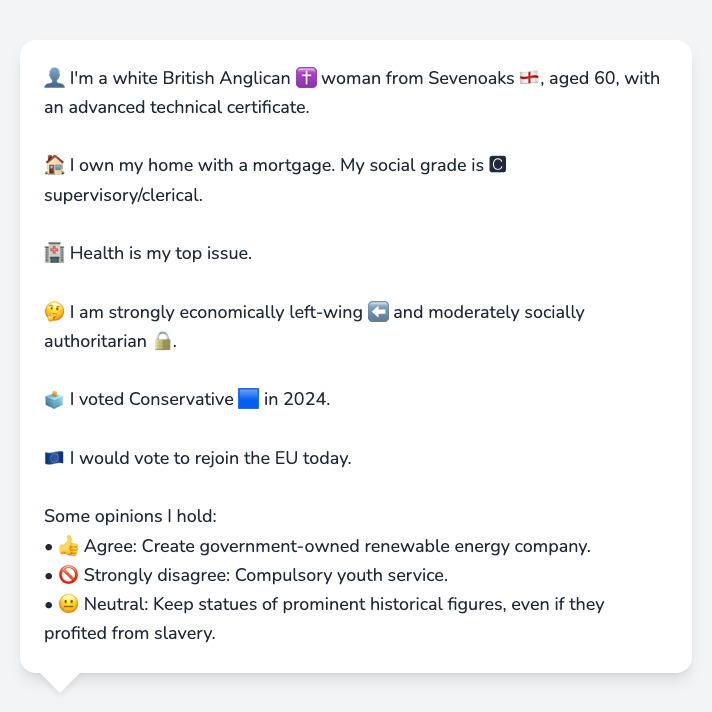 👤 I'm a white British Anglican ✝️ woman from Sevenoaks 🏴󠁧󠁢󠁥󠁮󠁧󠁿, aged 60, with
an advanced technical certificate.
🏠 I own my home with a mortgage. My social grade is 🅲
supervisory/clerical.
🏥 Health is my top issue.
🤔 I am strongly economically left-wing ⬅️ and moderately socially
authoritarian 🔒.
🗳️ I voted Conservative 🟦 in 2024.
🇪🇺 I would vote to rejoin the EU today.
Some opinions I hold:
• 👍 Agree: Create government-owned renewable energy company.
• 🚫 Strongly disagree: Compulsory youth service.
• 😐 Neutral: Keep statues of prominent historical figures, even if they
profited from slavery.